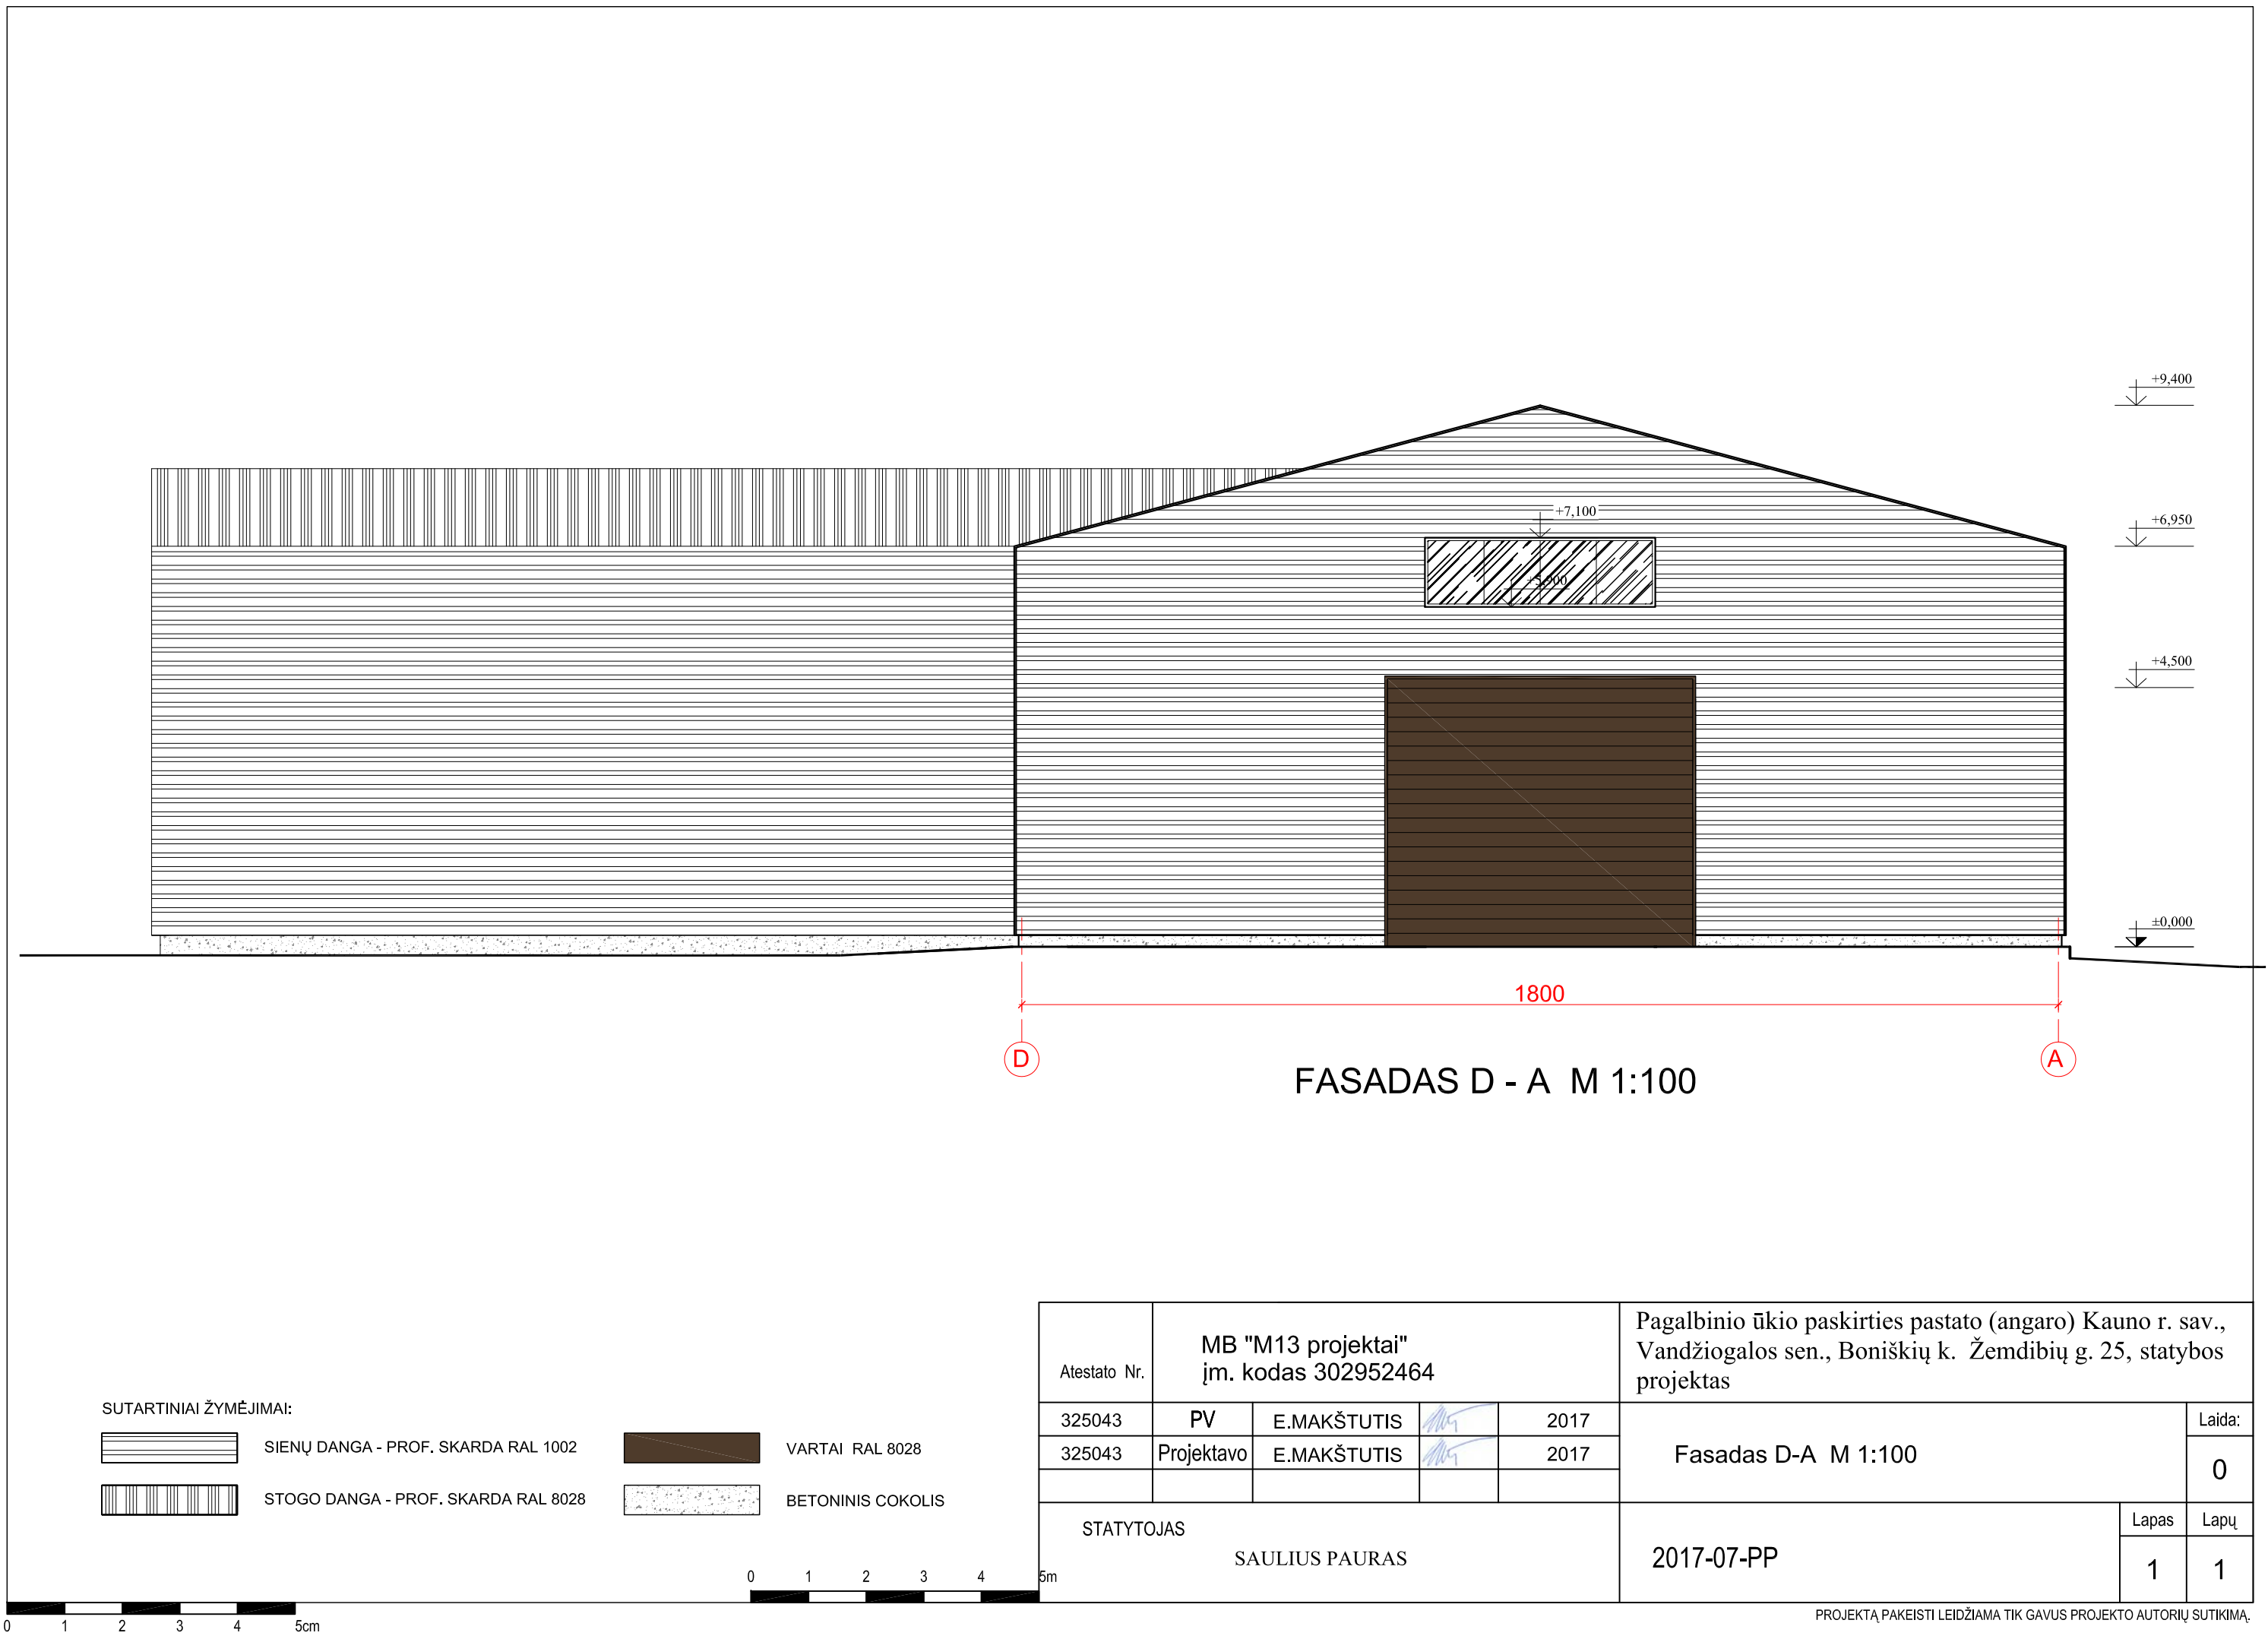 +9,400
+7,100
+6,950
+5,900
+4,500
±0,000
1800
D
A
FASADAS D - A M 1:100
SUTARTINIAI ŽYMĖJIMAI:
SIENŲ DANGA - PROF. SKARDA RAL 1002
VARTAI RAL 8028
STOGO DANGA - PROF. SKARDA RAL 8028
BETONINIS COKOLIS
0 1 2 3 4 5m
0 1 2 3 4 5cm
Atestato Nr.
MB "M13 projektai"
įm. kodas 302952464
Pagalbinio ūkio paskirties pastato (angaro) Kauno r. sav.,
Vandžiogalos sen., Boniškių k. Žemdibių g. 25, statybos
projektas
325043 PV E.MAKŠTUTIS 2017
325043 Projektavo E.MAKŠTUTIS 2017
Fasadas D-A M 1:100
Laida:
0
STATYTOJAS
SAULIUS PAURAS
2017-07-PP
Lapas Lapų
1 1
PROJEKTĄ PAKEISTI LEIDŽIAMA TIK GAVUS PROJEKTO AUTORIŲ SUTIKIMĄ.